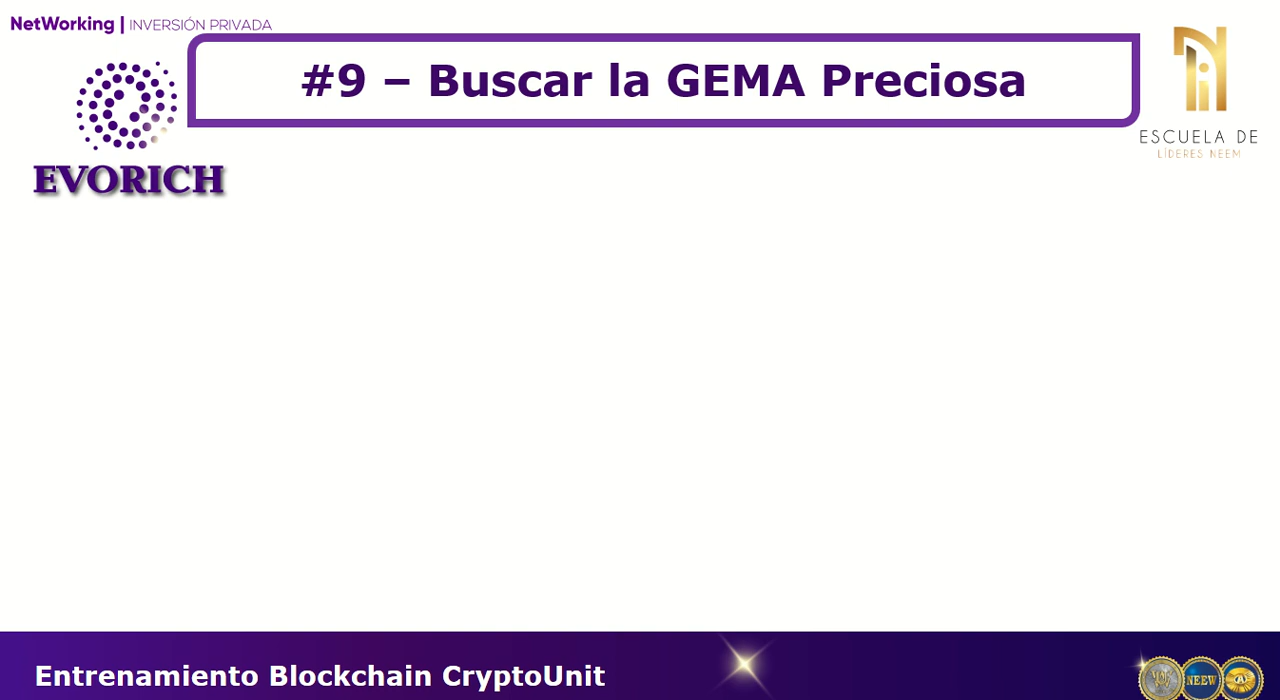 NetWorking | INVERSIÓN PRIVADA
#9 – Buscar la GEMA Preciosa
EVORICH
ESCUELA DE
LÍDERES NEEM
Entrenamiento Blockchain CryptoUnit
NEEW